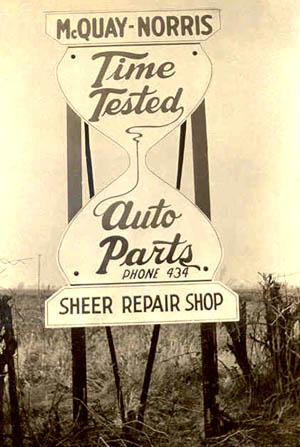 McQUAY-NORRIS
Time
Tested
Auto
Parts
PHONE 434
SHEER REPAIR SHOP